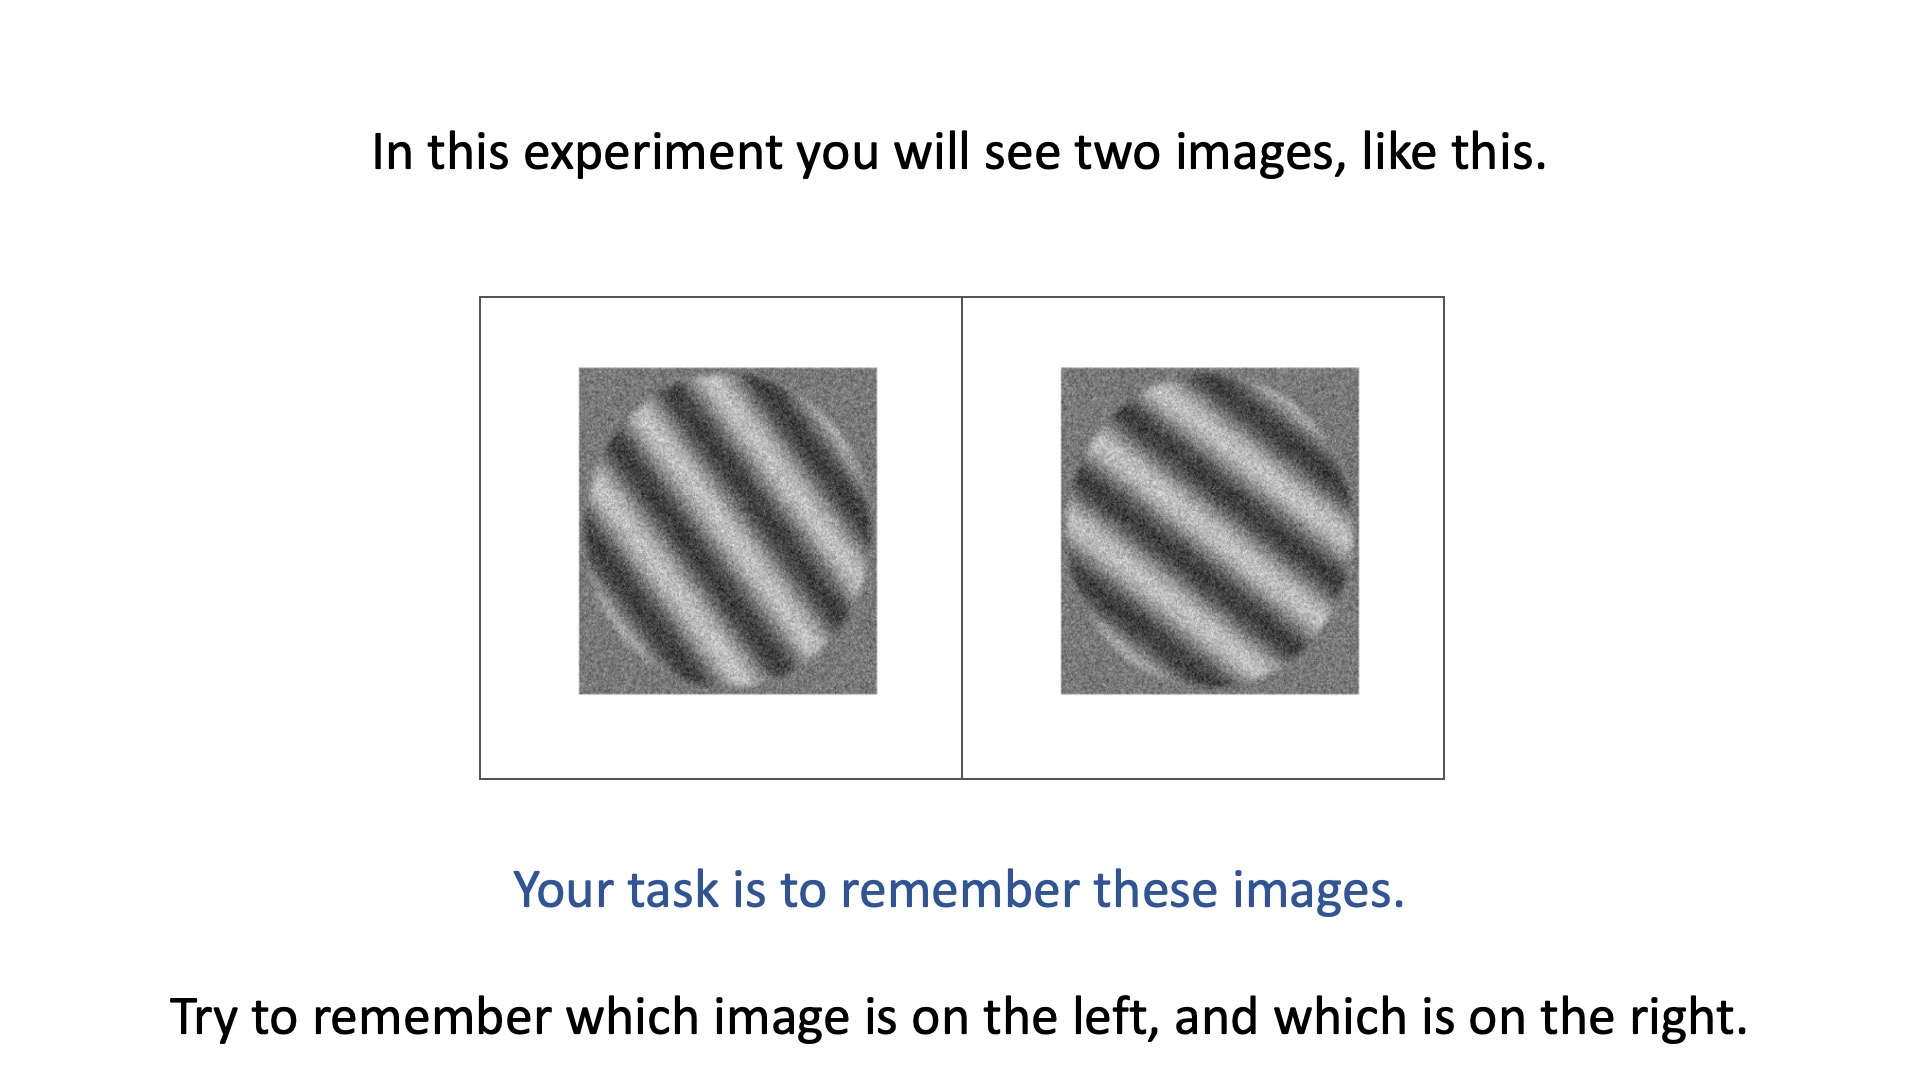 In this experiment you will see two images, like this.
Your task is to remember these images.
Try to remember which image is on the left, and which is on the right.